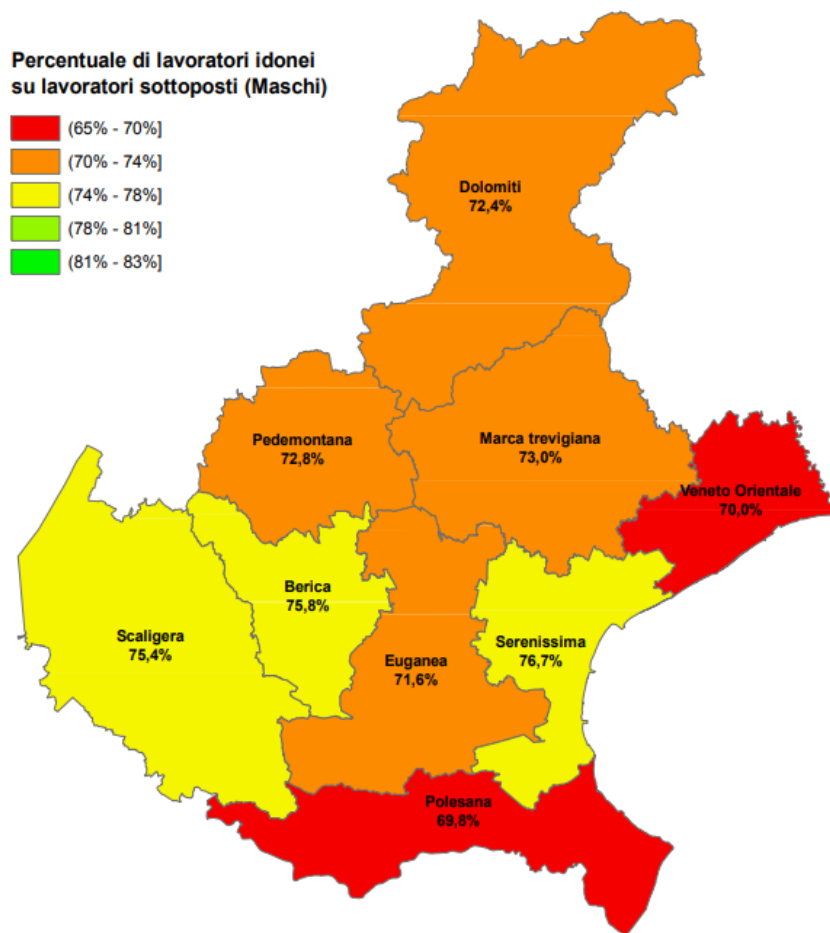 Percentuale di lavoratori idonei
su lavoratori sottoposti (Maschi)
(65% - 70%]
(70% - 74%]
(74% - 78%]
(78% - 81%]
(81% - 83%]
Dolomiti
72,4%
Pedemontana
72,8%
Marca trevigiana
73,0%
Veneto Orientale
70,0%
Berica
75,8%
Scaligera
75,4%
Euganea
71,6%
Serenissima
76,7%
Polesana
69,8%